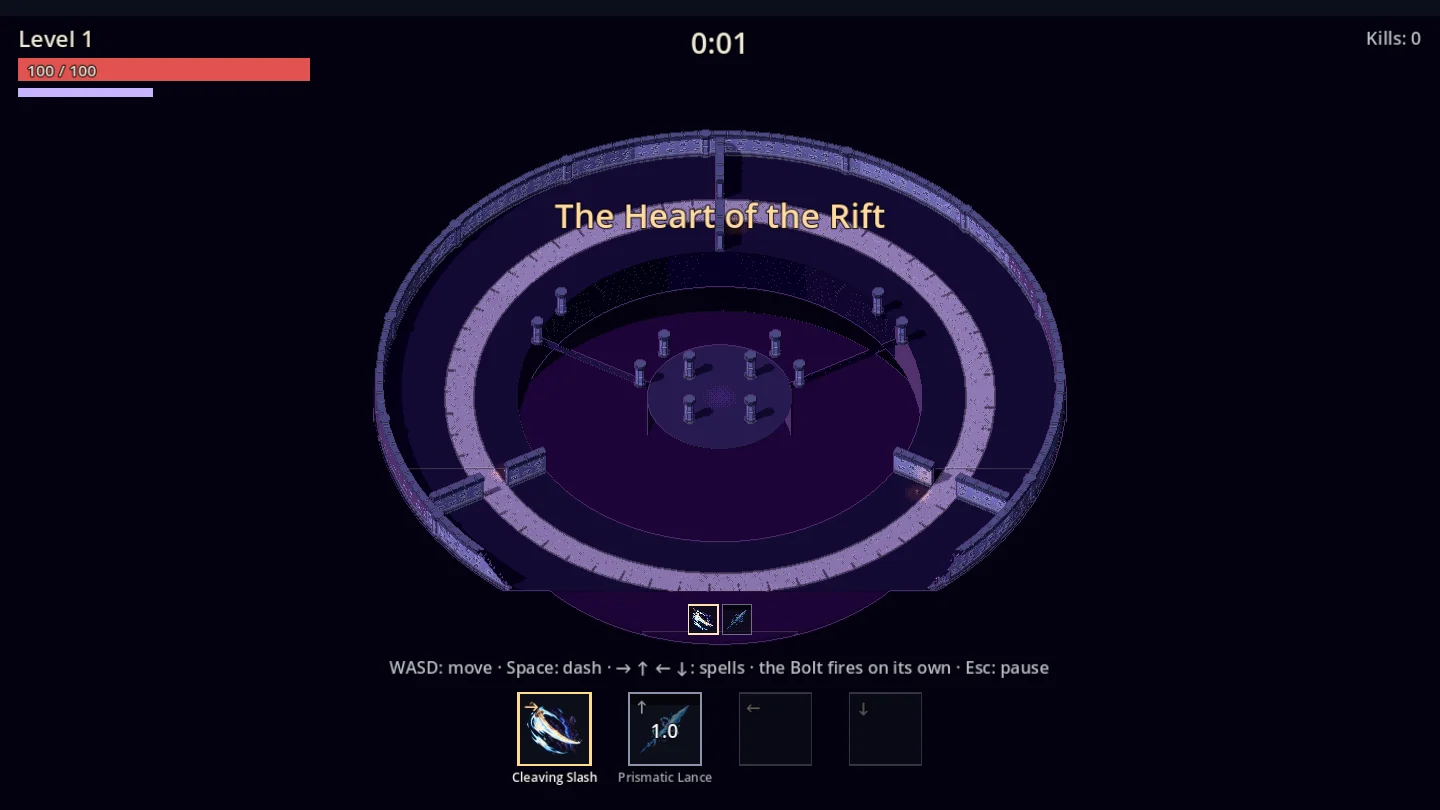 Level 1
0:01
Kills: 0
100 / 100
The Heart of the Rift
WASD: move · Space: dash · → ↑ ← ↓: spells · the Bolt fires on its own · Esc: pause
→
↑
←
↓
1.0
Cleaving Slash
Prismatic Lance